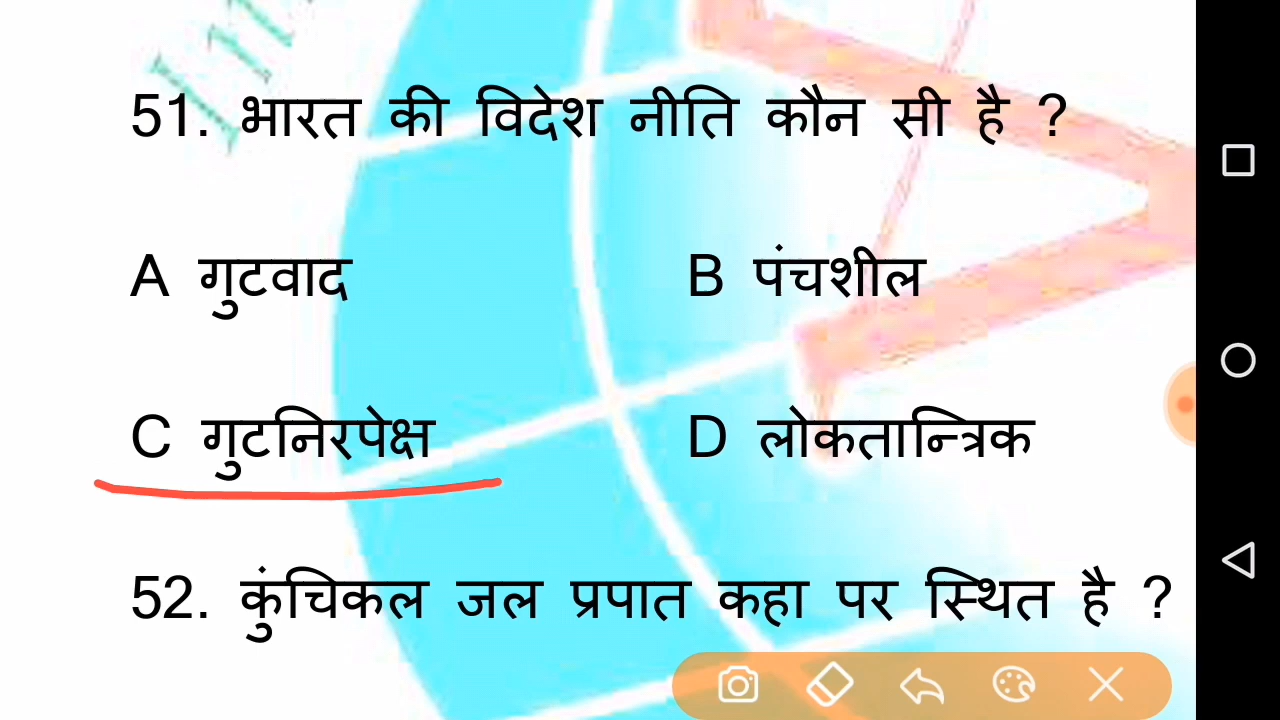 51. भारत की विदेश नीति कौन सी है ?
A गुटवाद B पंचशील
C गुटनिरपेक्ष D लोकतान्त्रिक
52. कुंचिकल जल प्रपात कहा पर स्थित है ?